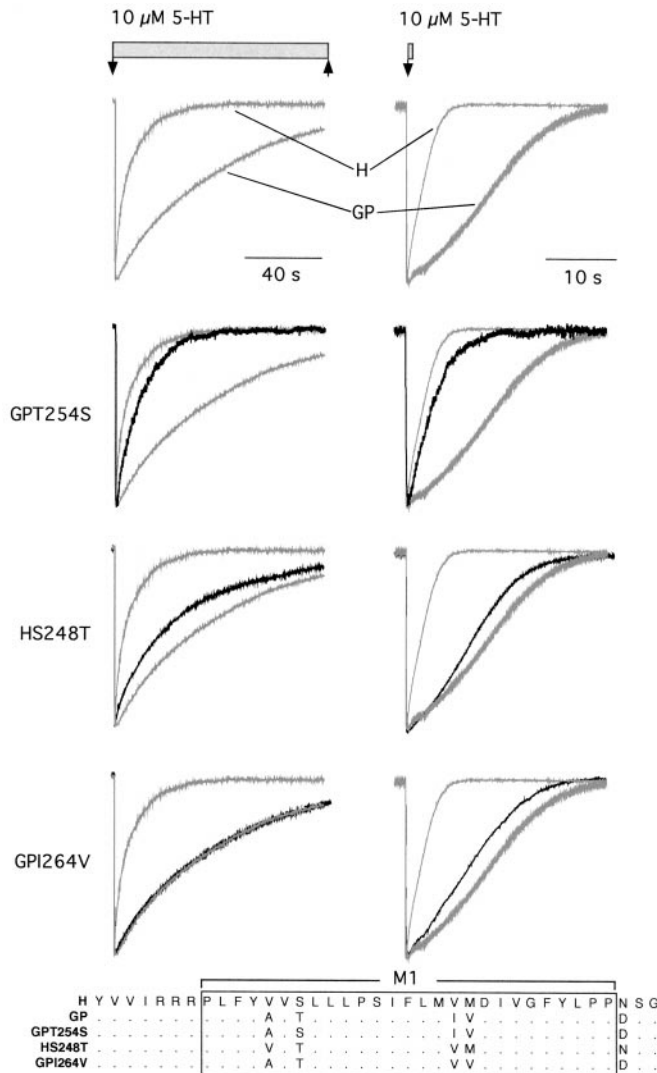 10 µM 5-HT
10 µM 5-HT
H
GP
40 s
10 s
GPT254S
HS248T
GPI264V
M1
H Y V V I R R R P L F Y V V S L L L P S I F L M V M D I V G F Y L P P N S G
GP . . . . . . . . . . . A . T . . . . . . . . . I V . . . . . . . . . D . .
GPT254S . . . . . . . . . . . A . S . . . . . . . . . I V . . . . . . . . . D . .
HS248T . . . . . . . . . . . V . T . . . . . . . . . V M . . . . . . . . . N . .
GPI264V . . . . . . . . . . . A . T . . . . . . . . . V V . . . . . . . . . D . .